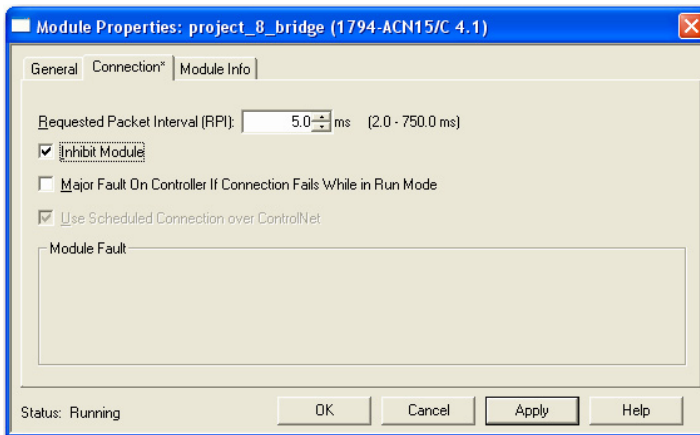 Module Properties: project_8_bridge (1794-ACN15/C 4.1)
General Connection* Module Info
Requested Packet Interval (RPI): 5.0 ms (2.0 - 750.0 ms)
Inhibit Module
Major Fault On Controller If Connection Fails While in Run Mode
Use Scheduled Connection over ControlNet
Module Fault
Status: Running OK Cancel Apply Help